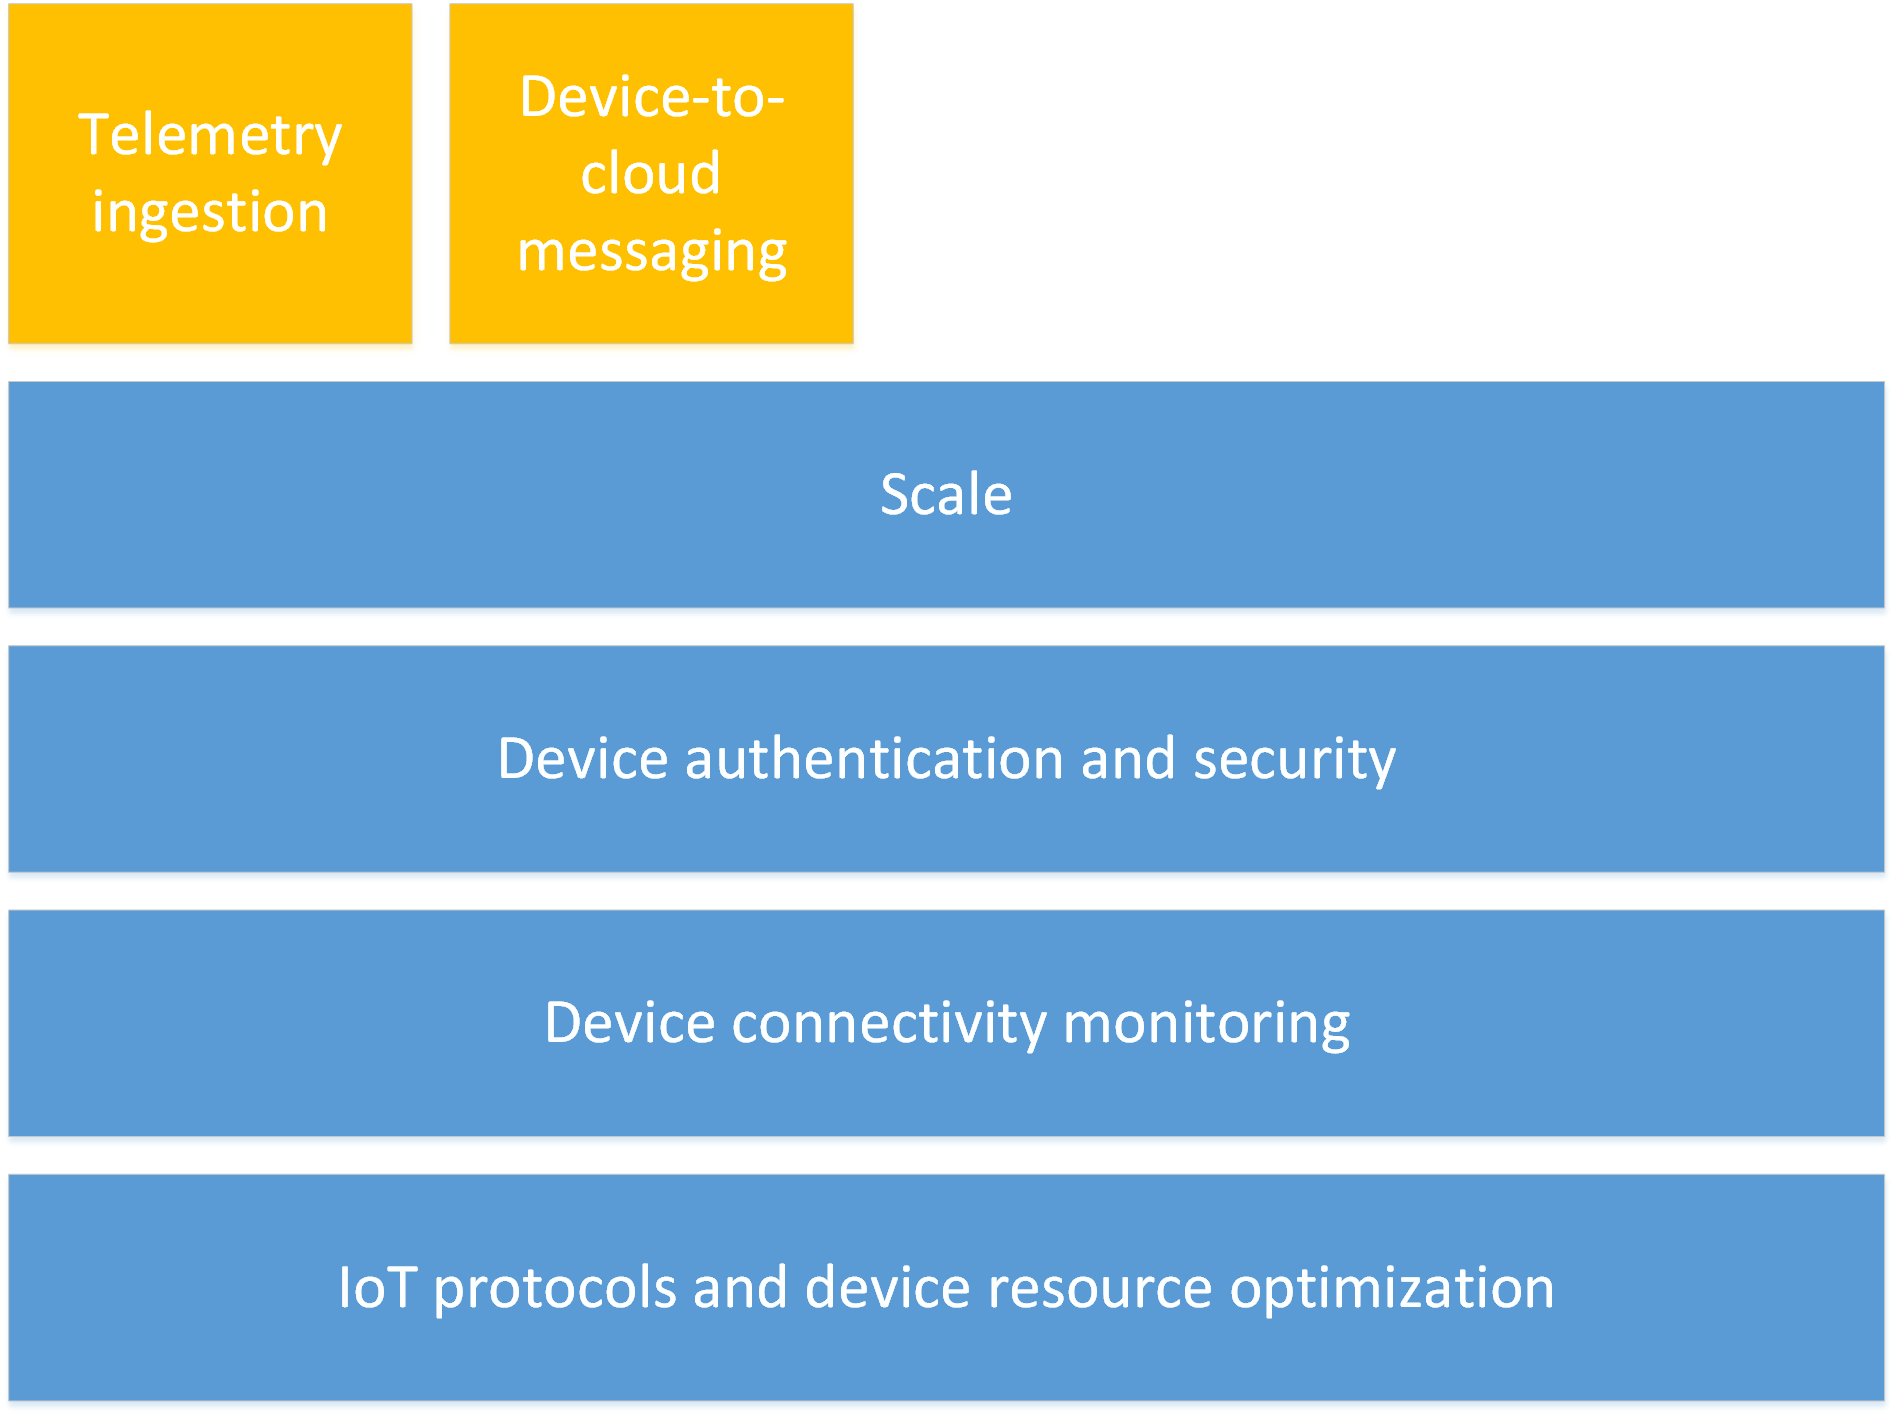 Telemetry
ingestion
Device-to-
cloud
messaging
Scale
Device authentication and security
Device connectivity monitoring
IoT protocols and device resource optimization